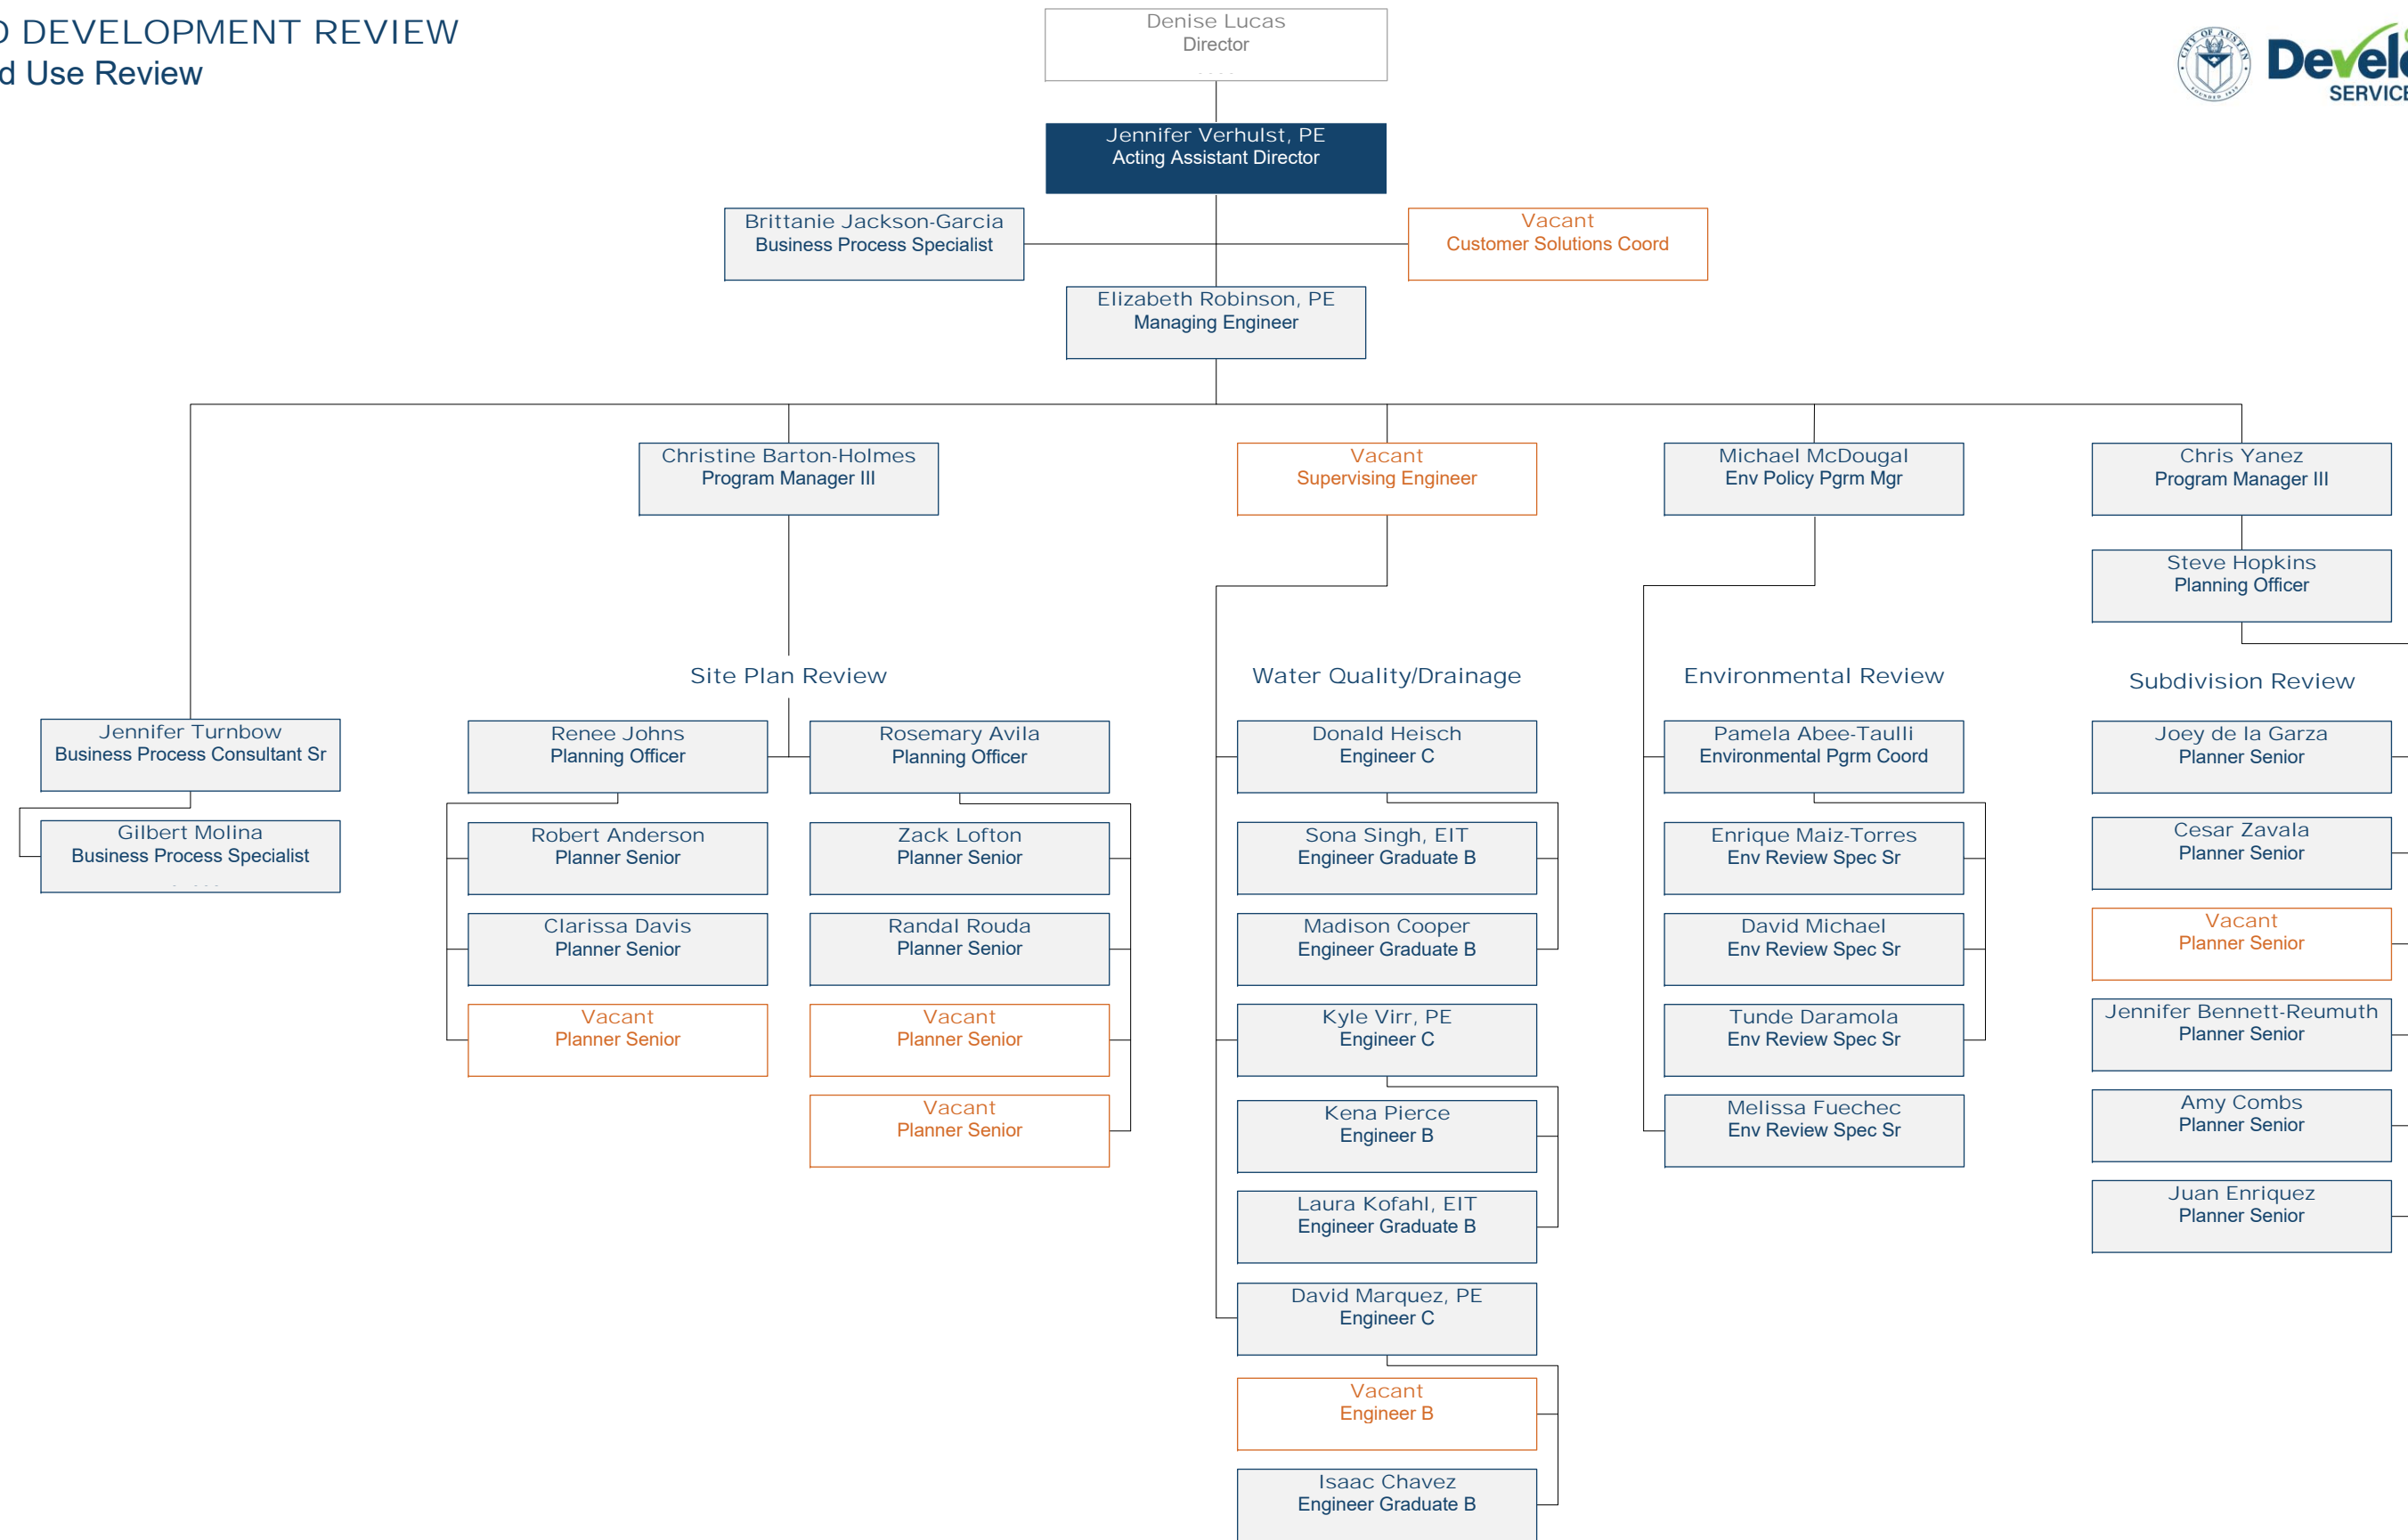 DEVELOPMENT REVIEW
d Use Review
Denise Lucas
Director
CITY OF AUSTIN
FOUNDED 1839
Develo
SERVICE
Jennifer Verhulst, PE
Acting Assistant Director
Brittanie Jackson-Garcia
Business Process Specialist
Vacant
Customer Solutions Coord
Elizabeth Robinson, PE
Managing Engineer
Christine Barton-Holmes
Program Manager III
Vacant
Supervising Engineer
Michael McDougal
Env Policy Pgrm Mgr
Chris Yanez
Program Manager III
Steve Hopkins
Planning Officer
Jennifer Turnbow
Business Process Consultant Sr
Gilbert Molina
Business Process Specialist
Site Plan Review
Renee Johns
Planning Officer
Robert Anderson
Planner Senior
Clarissa Davis
Planner Senior
Vacant
Planner Senior
Rosemary Avila
Planning Officer
Zack Lofton
Planner Senior
Randal Rouda
Planner Senior
Vacant
Planner Senior
Vacant
Planner Senior
Water Quality/Drainage
Donald Heisch
Engineer C
Sona Singh, EIT
Engineer Graduate B
Madison Cooper
Engineer Graduate B
Kyle Virr, PE
Engineer C
Kena Pierce
Engineer B
Laura Kofahl, EIT
Engineer Graduate B
David Marquez, PE
Engineer C
Vacant
Engineer B
Isaac Chavez
Engineer Graduate B
Environmental Review
Pamela Abee-Taulli
Environmental Pgrm Coord
Enrique Maiz-Torres
Env Review Spec Sr
David Michael
Env Review Spec Sr
Tunde Daramola
Env Review Spec Sr
Melissa Fuechec
Env Review Spec Sr
Subdivision Review
Joey de la Garza
Planner Senior
Cesar Zavala
Planner Senior
Vacant
Planner Senior
Jennifer Bennett-Reumuth
Planner Senior
Amy Combs
Planner Senior
Juan Enriquez
Planner Senior